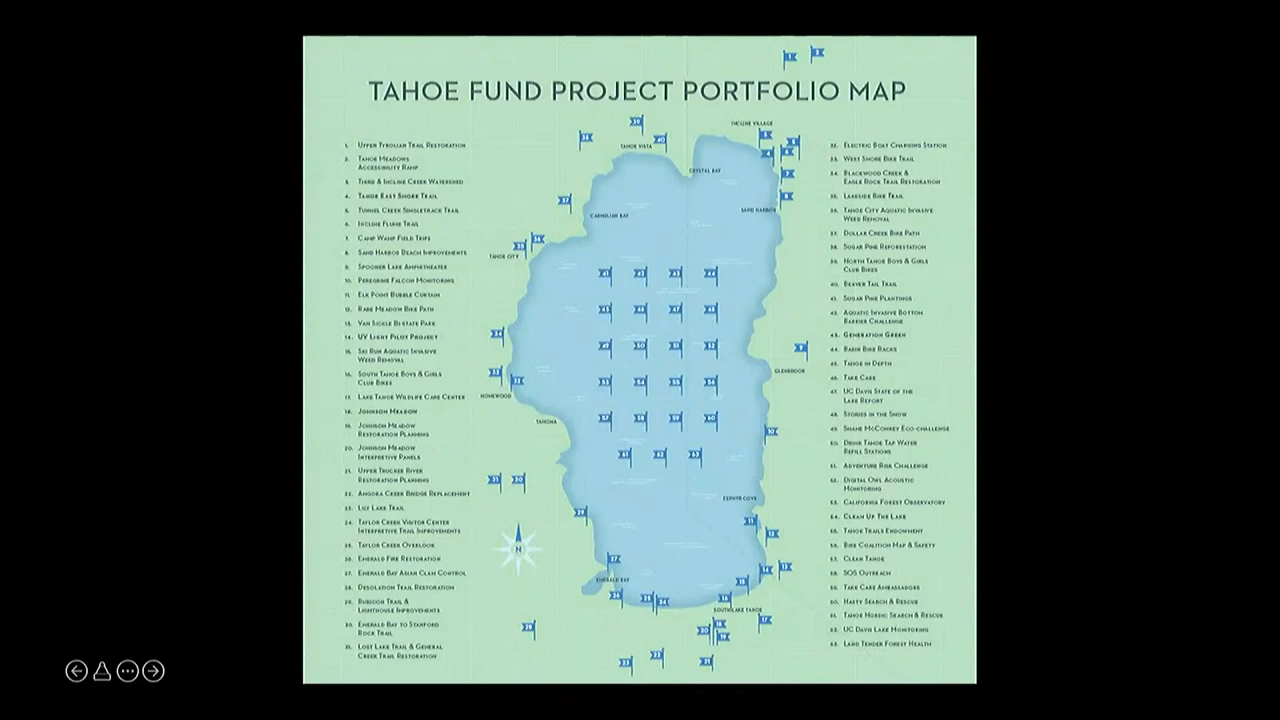 TAHOE FUND PROJECT PORTFOLIO MAP
1. UPPER TYROLIAN TRAIL RESTORATION
2. TAHOE MEADOWS
ACCESSIBILITY RAMP
3. THIRD & INCLINE CREEK WATERSHED
4. TAHOE EAST SHORE TRAIL
5. TUNNEL CREEK SINGLETRACK TRAIL
6. INCLINE FLUME TRAIL
7. CAMP WAMP FIELD TRIPS
8. SAND HARBOR BEACH IMPROVEMENTS
9. SPOONER LAKE AMPHITHEATER
10. PEREGRINE FALCON MONITORING
11. ELK POINT BUBBLE CURTAIN
12. RABE MEADOW BIKE PATH
13. VAN SICKLE BI-STATE PARK
14. UV LIGHT PILOT PROJECT
15. SKI RUN AQUATIC INVASIVE
WEED REMOVAL
16. SOUTH TAHOE BOYS & GIRLS
CLUB BIKES
17. LAKE TAHOE WILDLIFE CARE CENTER
18. JOHNSON MEADOW
19. JOHNSON MEADOW
RESTORATION PLANNING
20. JOHNSON MEADOW
INTERPRETIVE PANELS
21. UPPER TRUCKEE RIVER
RESTORATION PLANNING
22. ANGORA CREEK BRIDGE REPLACEMENT
23. LILY LAKE TRAIL
24. TAYLOR CREEK VISITOR CENTER
INTERPRETIVE TRAIL IMPROVEMENTS
25. TAYLOR CREEK OVERLOOK
26. EMERALD FIRE RESTORATION
27. EMERALD BAY ASIAN CLAM CONTROL
28. DESOLATION TRAIL RESTORATION
29. RUBICON TRAIL &
LIGHTHOUSE IMPROVEMENTS
30. EMERALD BAY TO STANFORD
ROCK TRAIL
31. LOST LAKE TRAIL & GENERAL
CREEK TRAIL RESTORATION
INCLINE VILLAGE
TAHOE VISTA
CRYSTAL BAY
CARNELIAN BAY
SAND HARBOR
TAHOE CITY
GLENBROOK
HOMEWOOD
TAHOMA
ZEPHYR COVE
N
EMERALD BAY
SOUTH LAKE TAHOE
32. ELECTRIC BOAT CHARGING STATION
33. WEST SHORE BIKE TRAIL
34. BLACKWOOD CREEK &
EAGLE ROCK TRAIL RESTORATION
35. LAKESIDE BIKE TRAIL
36. TAHOE CITY AQUATIC INVASIVE
WEED REMOVAL
37. DOLLAR CREEK BIKE PATH
38. SUGAR PINE REFORESTATION
39. NORTH TAHOE BOYS & GIRLS
CLUB BIKES
40. BEAVER TAIL TRAIL
41. SUGAR PINE PLANTINGS
42. AQUATIC INVASIVE BOTTOM
BARRIER CHALLENGE
43. GENERATION GREEN
44. BASIN BIKE RACKS
45. TAHOE IN DEPTH
46. TAKE CARE
47. UC DAVIS STATE OF THE
LAKE REPORT
48. STORIES IN THE SNOW
49. SHANE MCCONKEY ECO-CHALLENGE
50. DRINK TAHOE TAP WATER
REFILL STATIONS
51. ADVENTURE RISK CHALLENGE
52. DIGITAL OWL ACOUSTIC
MONITORING
53. CALIFORNIA FOREST OBSERVATORY
54. CLEAN UP THE LAKE
55. TAHOE TRAILS ENDOWMENT
56. BIKE COALITION MAP & SAFETY
57. CLEAN TAHOE
58. SOS OUTREACH
59. TAKE CARE AMBASSADORS
60. HASTY SEARCH & RESCUE
61. TAHOE NORDIC SEARCH & RESCUE
62. UC DAVIS LAKE MONITORING
63. LAND TENDER FOREST HEALTH